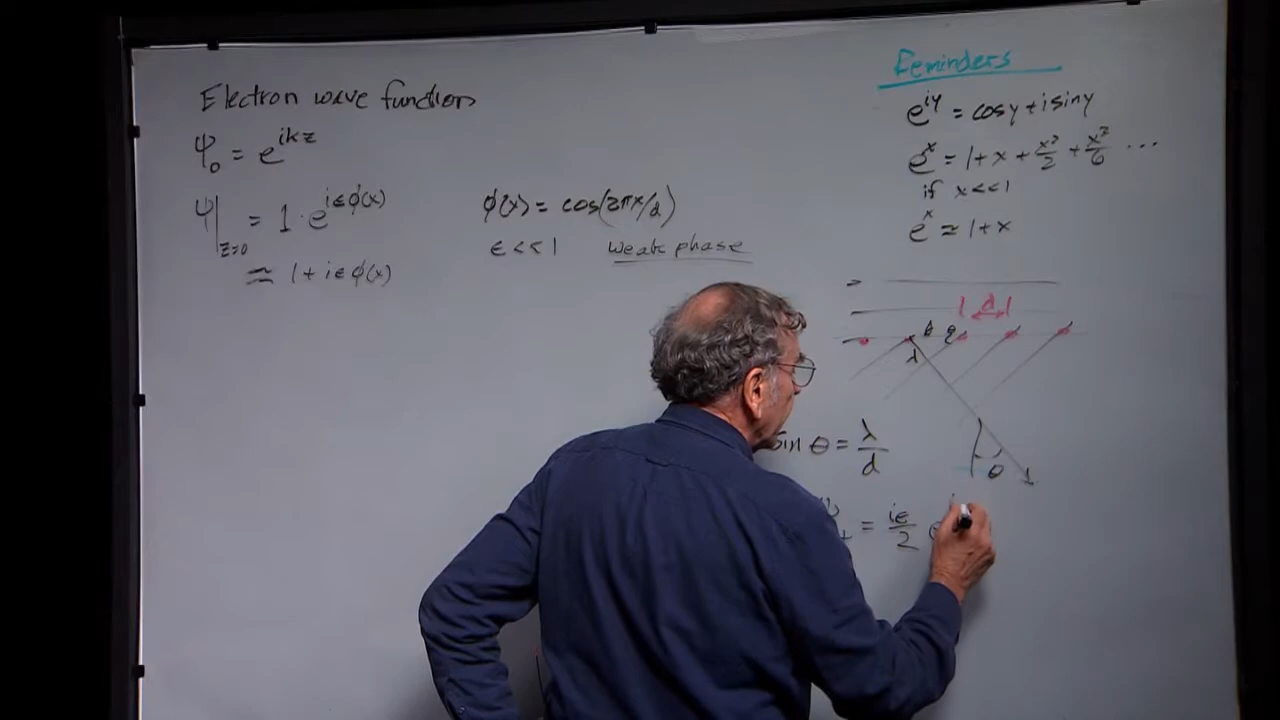 Electron wave functions
ψ₀ = e^{ikz}
ψ|_{z=0} = 1 · e^{iεϕ(x)}
≈ 1 + iεϕ(x)
ϕ(x) = cos(2πx/d)
ε << 1 Weak phase
Reminders
e^{iy} = cos y + i sin y
e^x = 1 + x + x²/2 + x³/6 ...
if x << 1
e^x ≈ 1 + x
d
λ
θ
Sin θ = λ/d
= iε/2 e